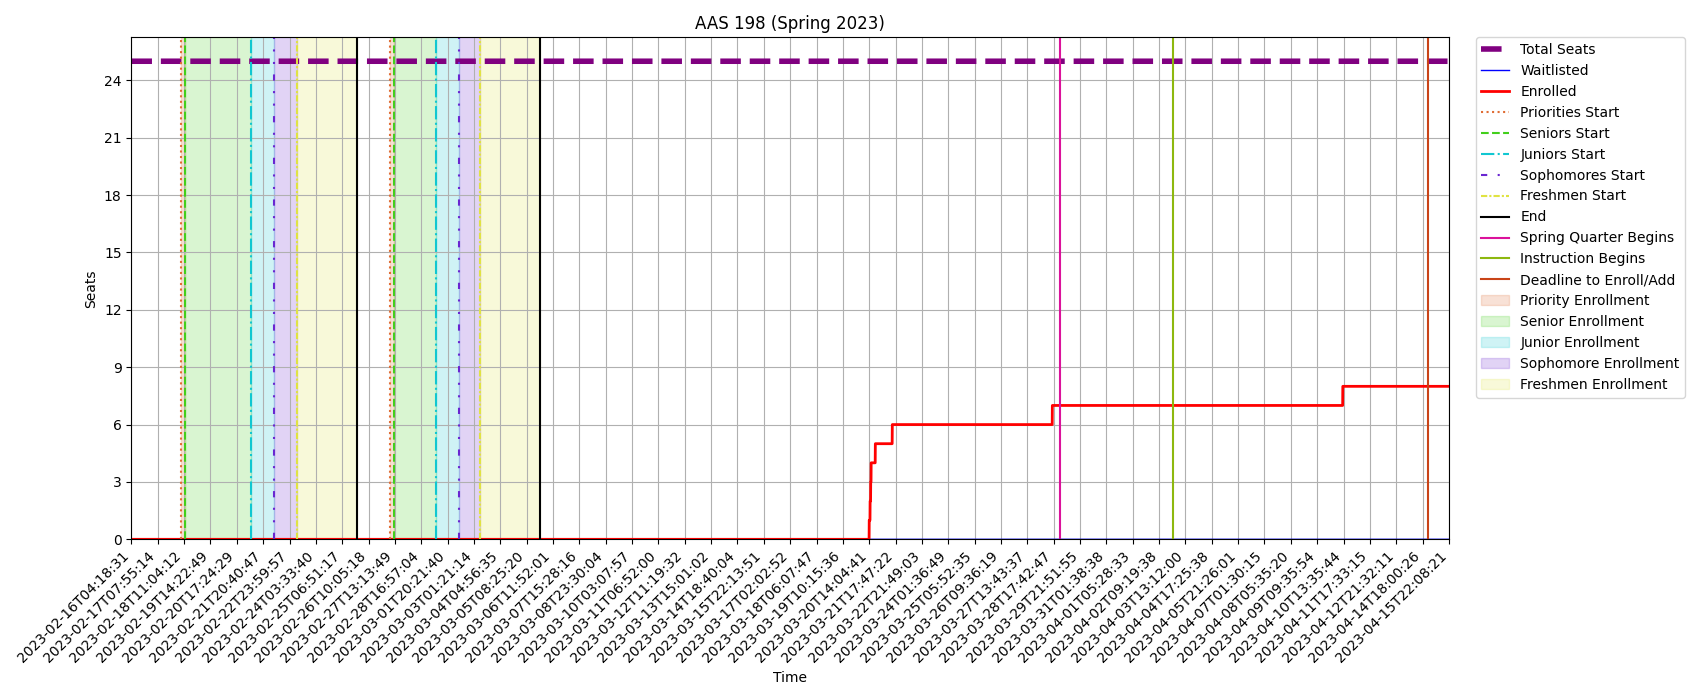 AAS 198 (Spring 2023)
Seats
24
21
18
15
12
9
6
3
0
2023-02-16T04:18:31
2023-02-17T07:55:14
2023-02-18T11:04:12
2023-02-19T14:22:49
2023-02-20T17:24:29
2023-02-21T20:40:47
2023-02-22T23:59:57
2023-02-24T03:33:40
2023-02-25T06:51:17
2023-02-26T10:05:18
2023-02-27T13:13:49
2023-02-28T16:57:04
2023-03-01T20:21:40
2023-03-03T01:21:14
2023-03-04T04:56:35
2023-03-05T08:25:20
2023-03-06T11:52:01
2023-03-07T15:28:16
2023-03-08T23:30:04
2023-03-10T03:07:57
2023-03-11T06:52:00
2023-03-12T11:19:32
2023-03-13T15:01:02
2023-03-14T18:40:04
2023-03-15T22:13:51
2023-03-17T02:02:52
2023-03-18T06:07:47
2023-03-19T10:15:36
2023-03-20T14:04:41
2023-03-21T17:47:22
2023-03-22T21:49:03
2023-03-24T01:36:49
2023-03-25T05:52:35
2023-03-26T09:36:19
2023-03-27T13:43:37
2023-03-28T17:42:47
2023-03-29T21:51:55
2023-03-31T01:38:38
2023-04-01T05:28:33
2023-04-02T09:19:38
2023-04-03T13:12:00
2023-04-04T17:25:38
2023-04-05T21:26:01
2023-04-07T01:30:15
2023-04-08T05:35:20
2023-04-09T09:35:54
2023-04-10T13:35:44
2023-04-11T17:33:15
2023-04-12T21:32:11
2023-04-14T18:00:26
2023-04-15T22:08:21
Time
Total Seats
Waitlisted
Enrolled
Priorities Start
Seniors Start
Juniors Start
Sophomores Start
Freshmen Start
End
Spring Quarter Begins
Instruction Begins
Deadline to Enroll/Add
Priority Enrollment
Senior Enrollment
Junior Enrollment
Sophomore Enrollment
Freshmen Enrollment